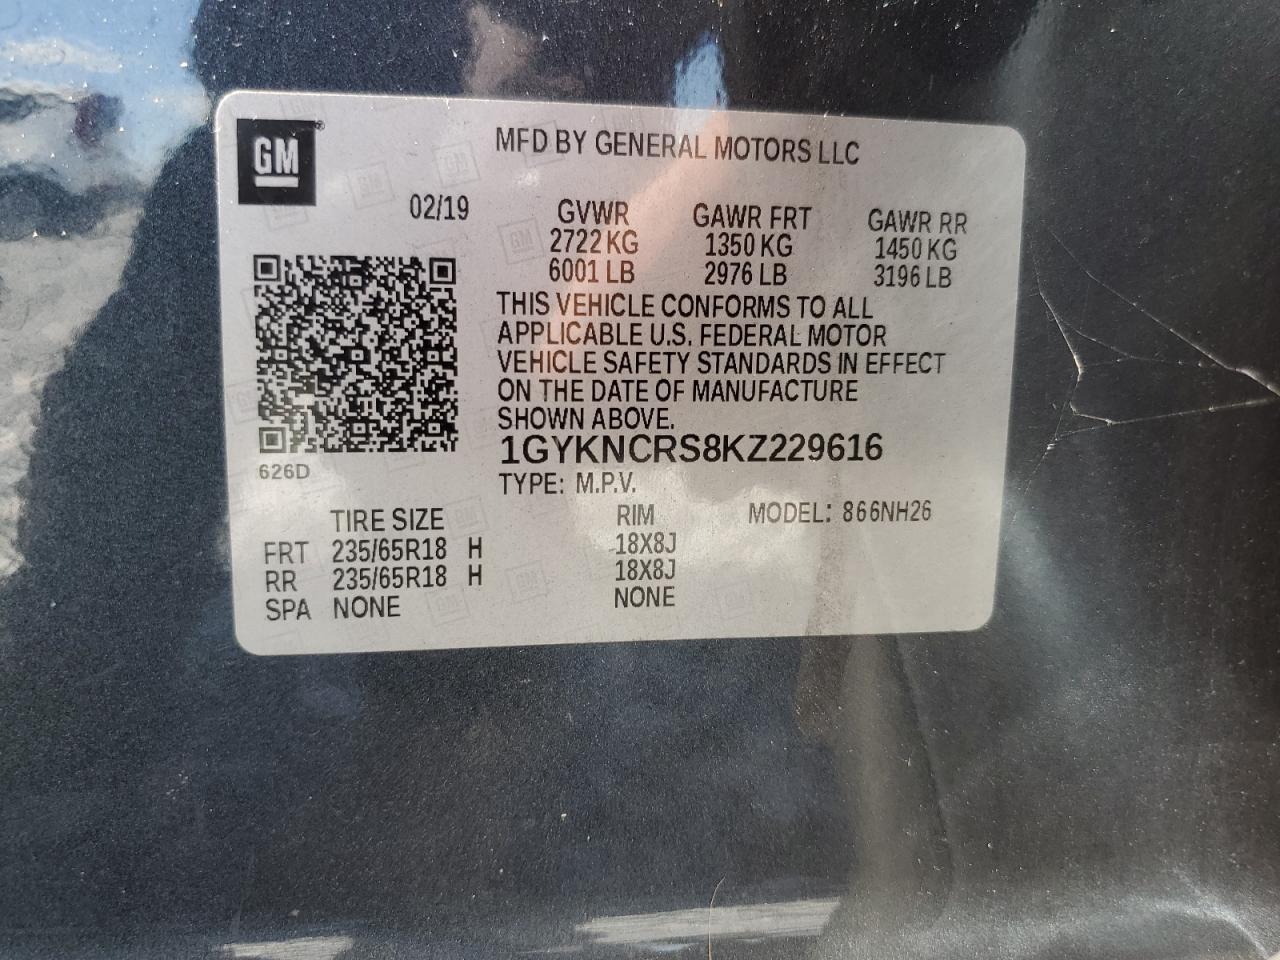 GM
MFD BY GENERAL MOTORS LLC
02/19
GVWR GAWR FRT GAWR RR
2722 KG 1350 KG 1450 KG
6001 LB 2976 LB 3196 LB
THIS VEHICLE CONFORMS TO ALL
APPLICABLE U.S. FEDERAL MOTOR
VEHICLE SAFETY STANDARDS IN EFFECT
ON THE DATE OF MANUFACTURE
SHOWN ABOVE.
1GYKNCRS8KZ229616
626D
TYPE: M.P.V.
TIRE SIZE RIM MODEL: 866NH26
FRT 235/65R18 H 18X8J
RR 235/65R18 H 18X8J
SPA NONE NONE